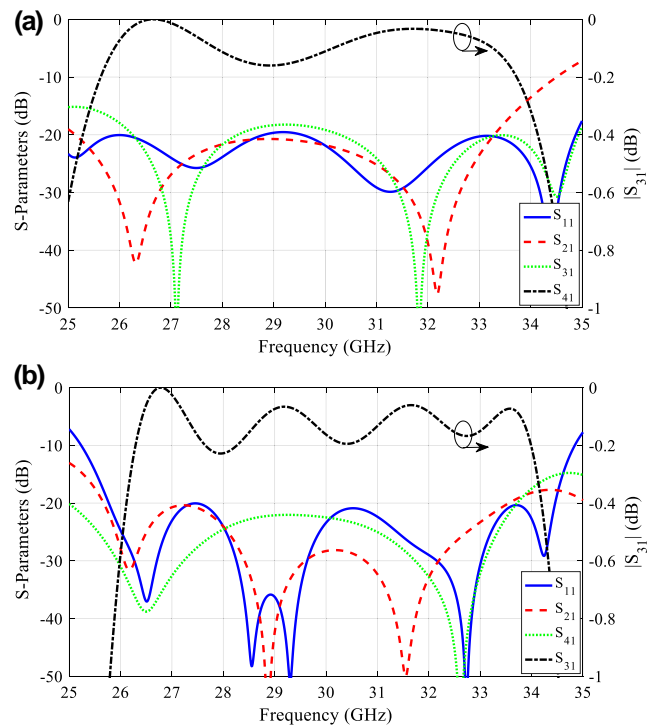 (a)
0
-10
-20
-30
-40
-50
S-Parameters (dB)
0
-0.2
-0.4
-0.6
-0.8
-1
|S31| (dB)
S11
S21
S31
S41
25 26 27 28 29 30 31 32 33 34 35
Frequency (GHz)
(b)
0
-10
-20
-30
-40
-50
S-Parameters (dB)
0
-0.2
-0.4
-0.6
-0.8
-1
|S31| (dB)
S11
S21
S41
S31
25 26 27 28 29 30 31 32 33 34 35
Frequency (GHz)